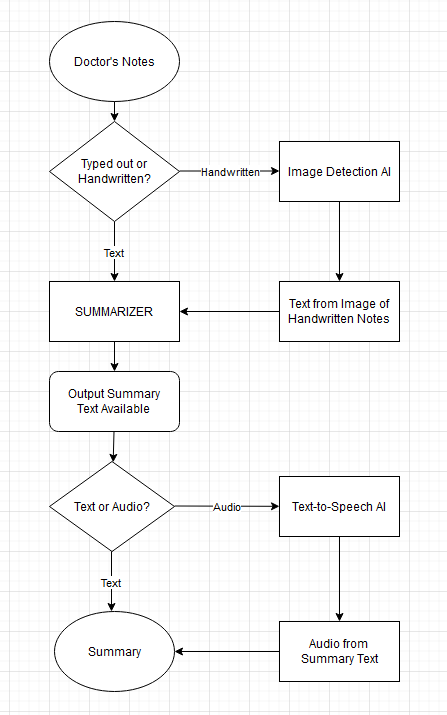 Doctor's Notes
Typed out or
Handwritten?
Handwritten
Image Detection AI
Text
SUMMARIZER
Text from Image of
Handwritten Notes
Output Summary
Text Available
Text or Audio?
Audio
Text-to-Speech AI
Text
Summary
Audio from
Summary Text